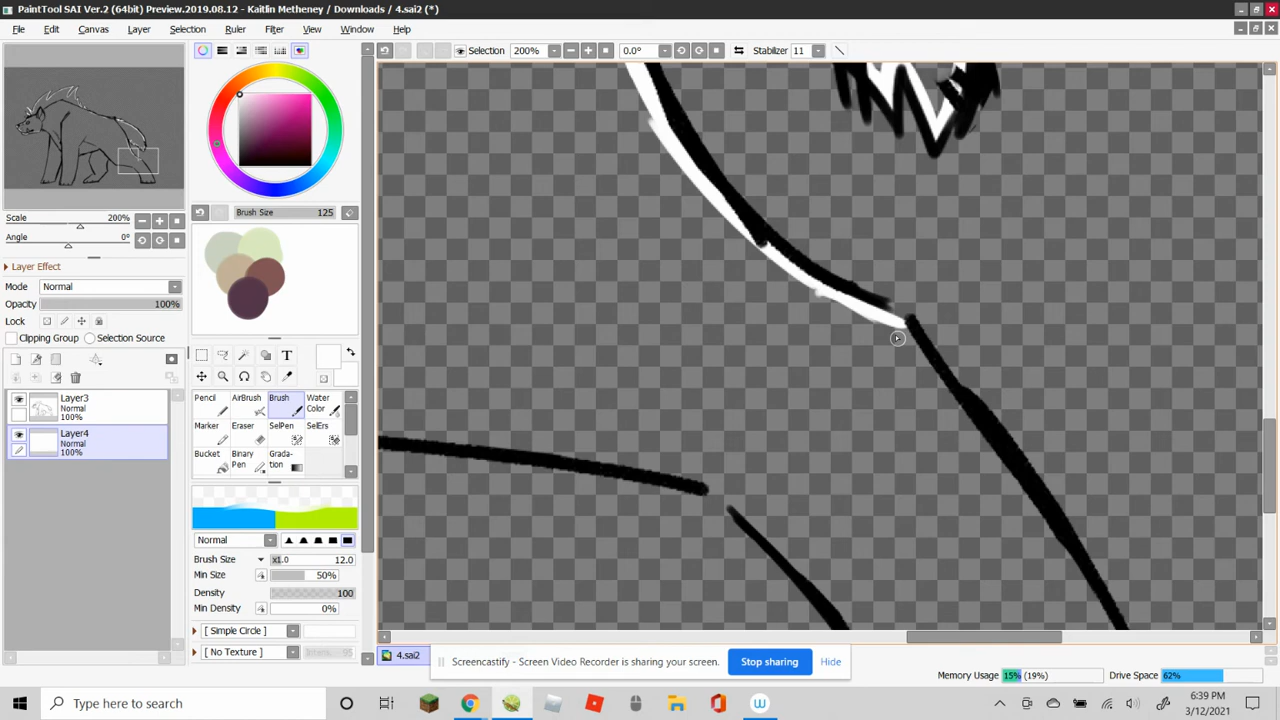 PaintTool SAI Ver.2 (64bit) Preview.2019.08.12 - Kaitlin Metheney / Downloads / 4.sai2 (*)
File Edit Canvas Layer Selection Ruler Filter View Window Help
Selection 200% 0.0° Stabilizer 11
Scale 200%
Angle 0°
Layer Effect
Mode Normal
Opacity 100%
Lock
Clipping Group Selection Source
Layer3
Normal
100%
Layer4
Normal
100%
Brush Size 125
T
Pencil AirBrush Brush Water Color
Marker Eraser SelPen SelErs
Bucket Binary Pen Grada-tion
Normal
Brush Size x1.0 12.0
Min Size 50%
Density 100
Min Density 0%
[ Simple Circle ]
[ No Texture ] 95
4.sai2
Screencastify - Screen Video Recorder is sharing your screen. Stop sharing Hide
Memory Usage 15% (19%) Drive Space 62%
Type here to search
6:39 PM
3/12/2021